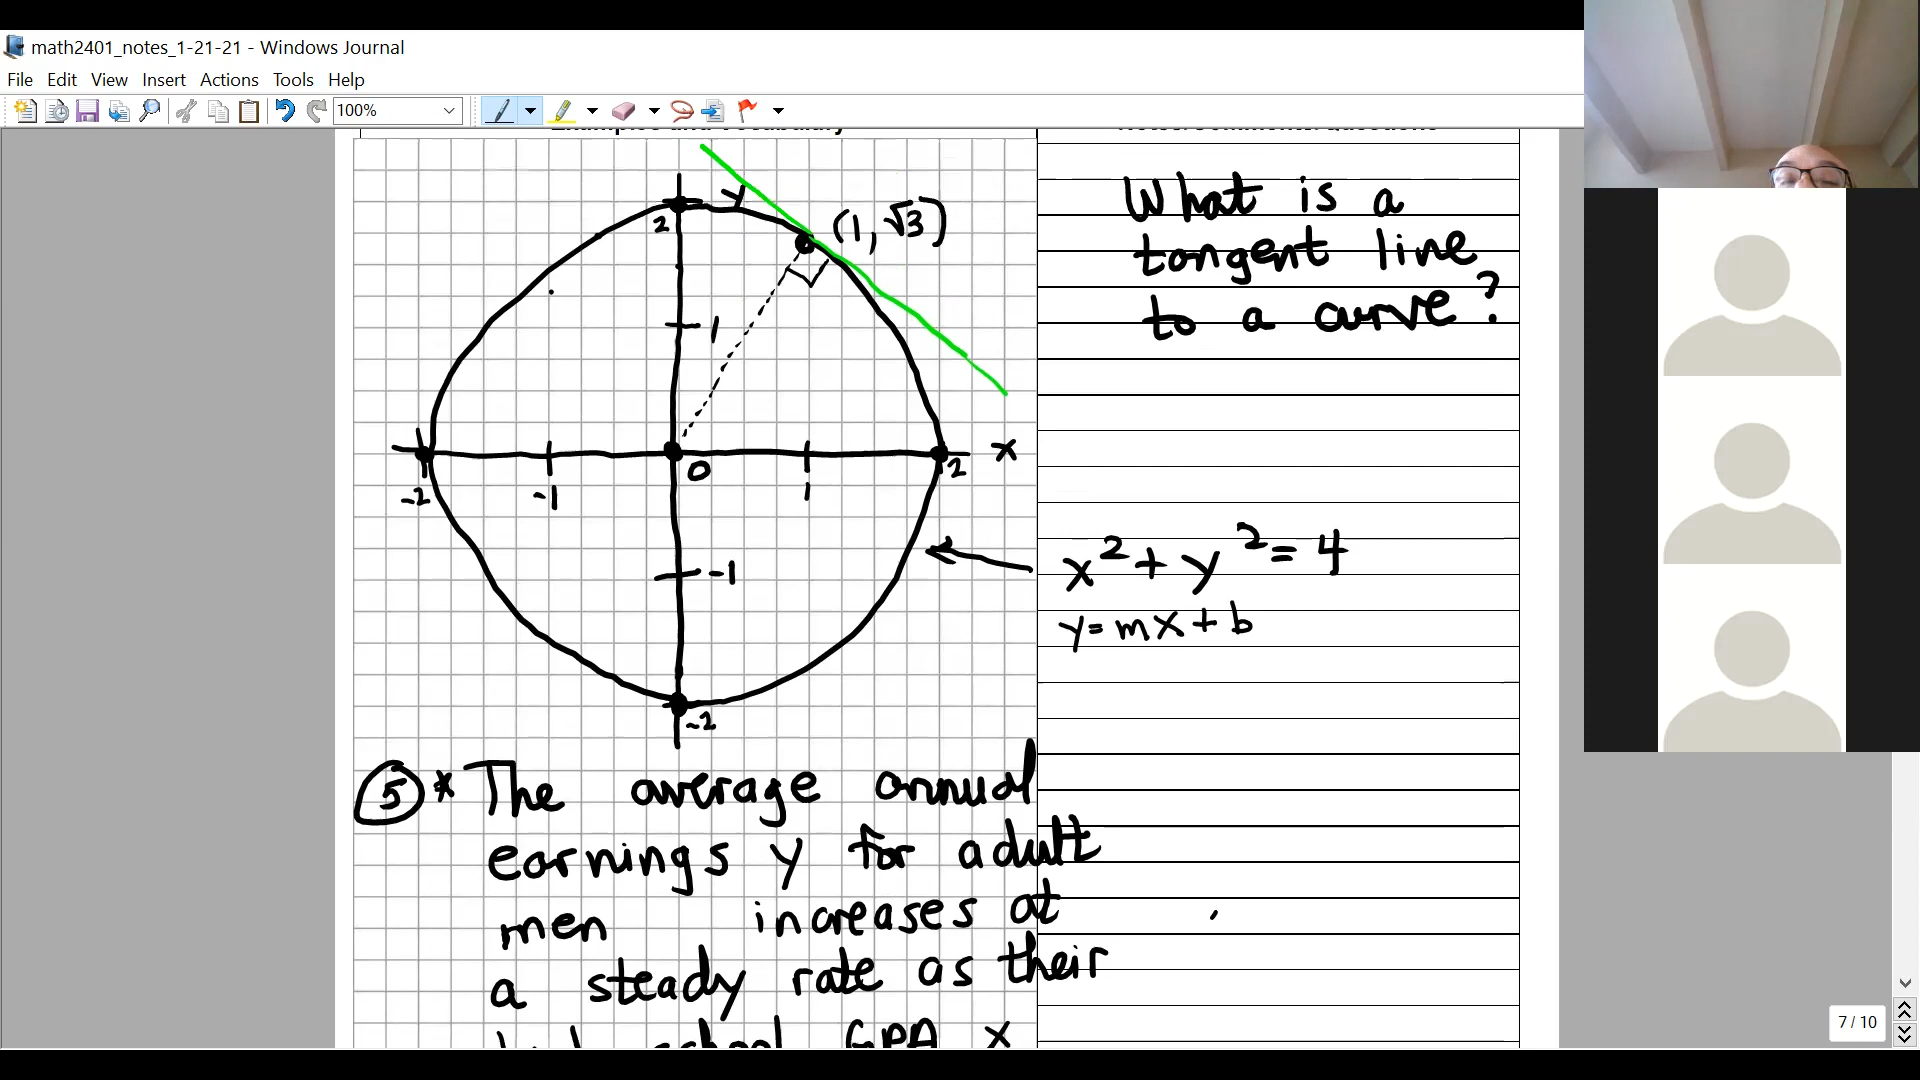 math2401_notes_1-21-21 - Windows Journal
File Edit View Insert Actions Tools Help
100%
y
2
(1, √3)
1
-2
-1
0
1
2
x
-1
-2
What is a
tangent line
to a curve?
x² + y² = 4
y = mx + b
⑤ * The average annual
earnings y for adult
men increases at
a steady rate as their
GPA x
7 / 10